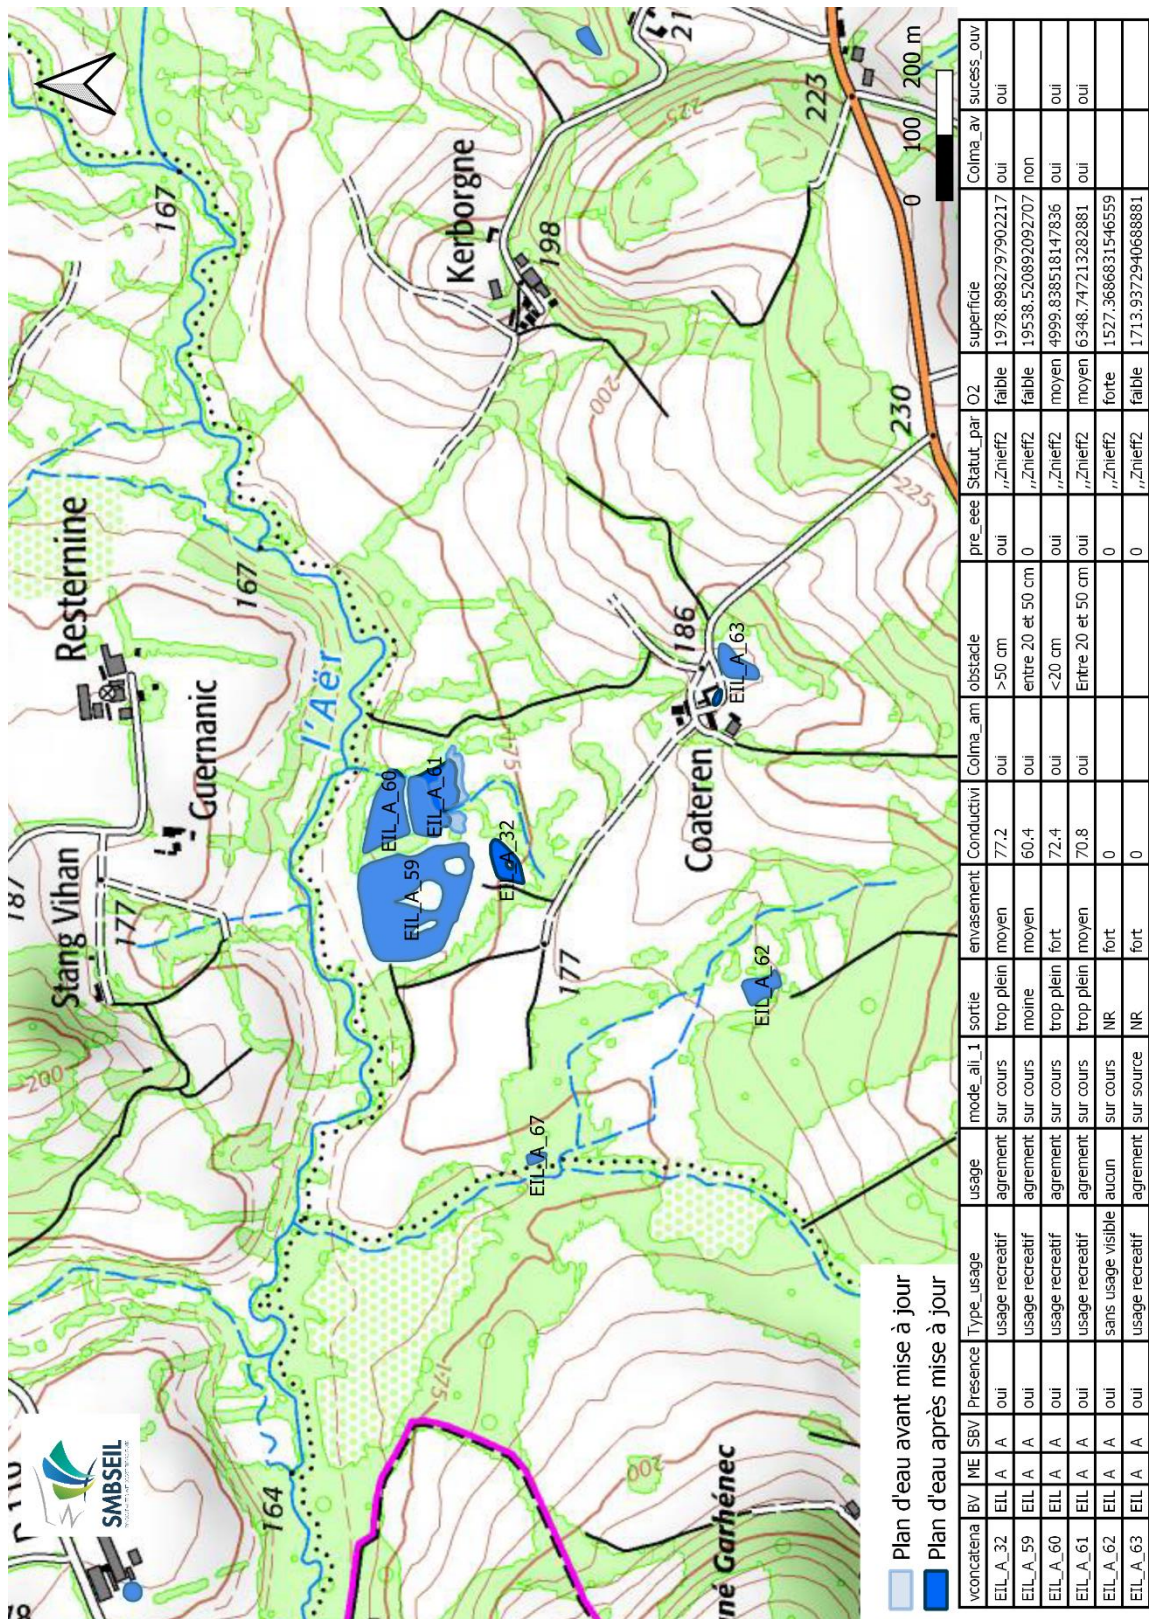 Stang Vihan
187
177
Resternine
Guernanic
167
167
l'Aër
200
164
SMBSEIL
EIL_A_60
EIL_A_61
EIL_A_59
EIL_A_32
175
Kerborgne
198
21
225
223
200
230
225
186
EIL_A_63
Coateren
177
EIL_A_62
EIL_A_67
175
200
né Garhénec
0 100 200 m
Plan d'eau avant mise à jour
Plan d'eau après mise à jour
vconcatena BV ME SBV Presence Type_usage usage mode_ali_1 sortie envasement Conductivi Colma_am obstacle pre_eee Statut_par O2 superficie Colma_av sucess_ouv
EIL_A_32 EIL A A oui usage recreatif agrement sur cours trop plein moyen 77.2 oui >50 cm oui ,,Znieff2 faible 1978.8982797902217 oui oui
EIL_A_59 EIL A A oui usage recreatif agrement sur cours moine moyen 60.4 oui entre 20 et 50 cm 0 ,,Znieff2 faible 19538.520892092707 non
EIL_A_60 EIL A A oui usage recreatif agrement sur cours trop plein fort 72.4 oui <20 cm oui ,,Znieff2 moyen 4999.838518147836 oui oui
EIL_A_61 EIL A A oui usage recreatif agrement sur cours trop plein moyen 70.8 oui Entre 20 et 50 cm oui ,,Znieff2 moyen 6348.747213282881 oui oui
EIL_A_62 EIL A A oui sans usage visible aucun sur cours NR fort 0 0 ,,Znieff2 forte 1527.3686831546559
EIL_A_63 EIL A A oui usage recreatif agrement sur source NR fort 0 0 ,,Znieff2 faible 1713.9372940688881